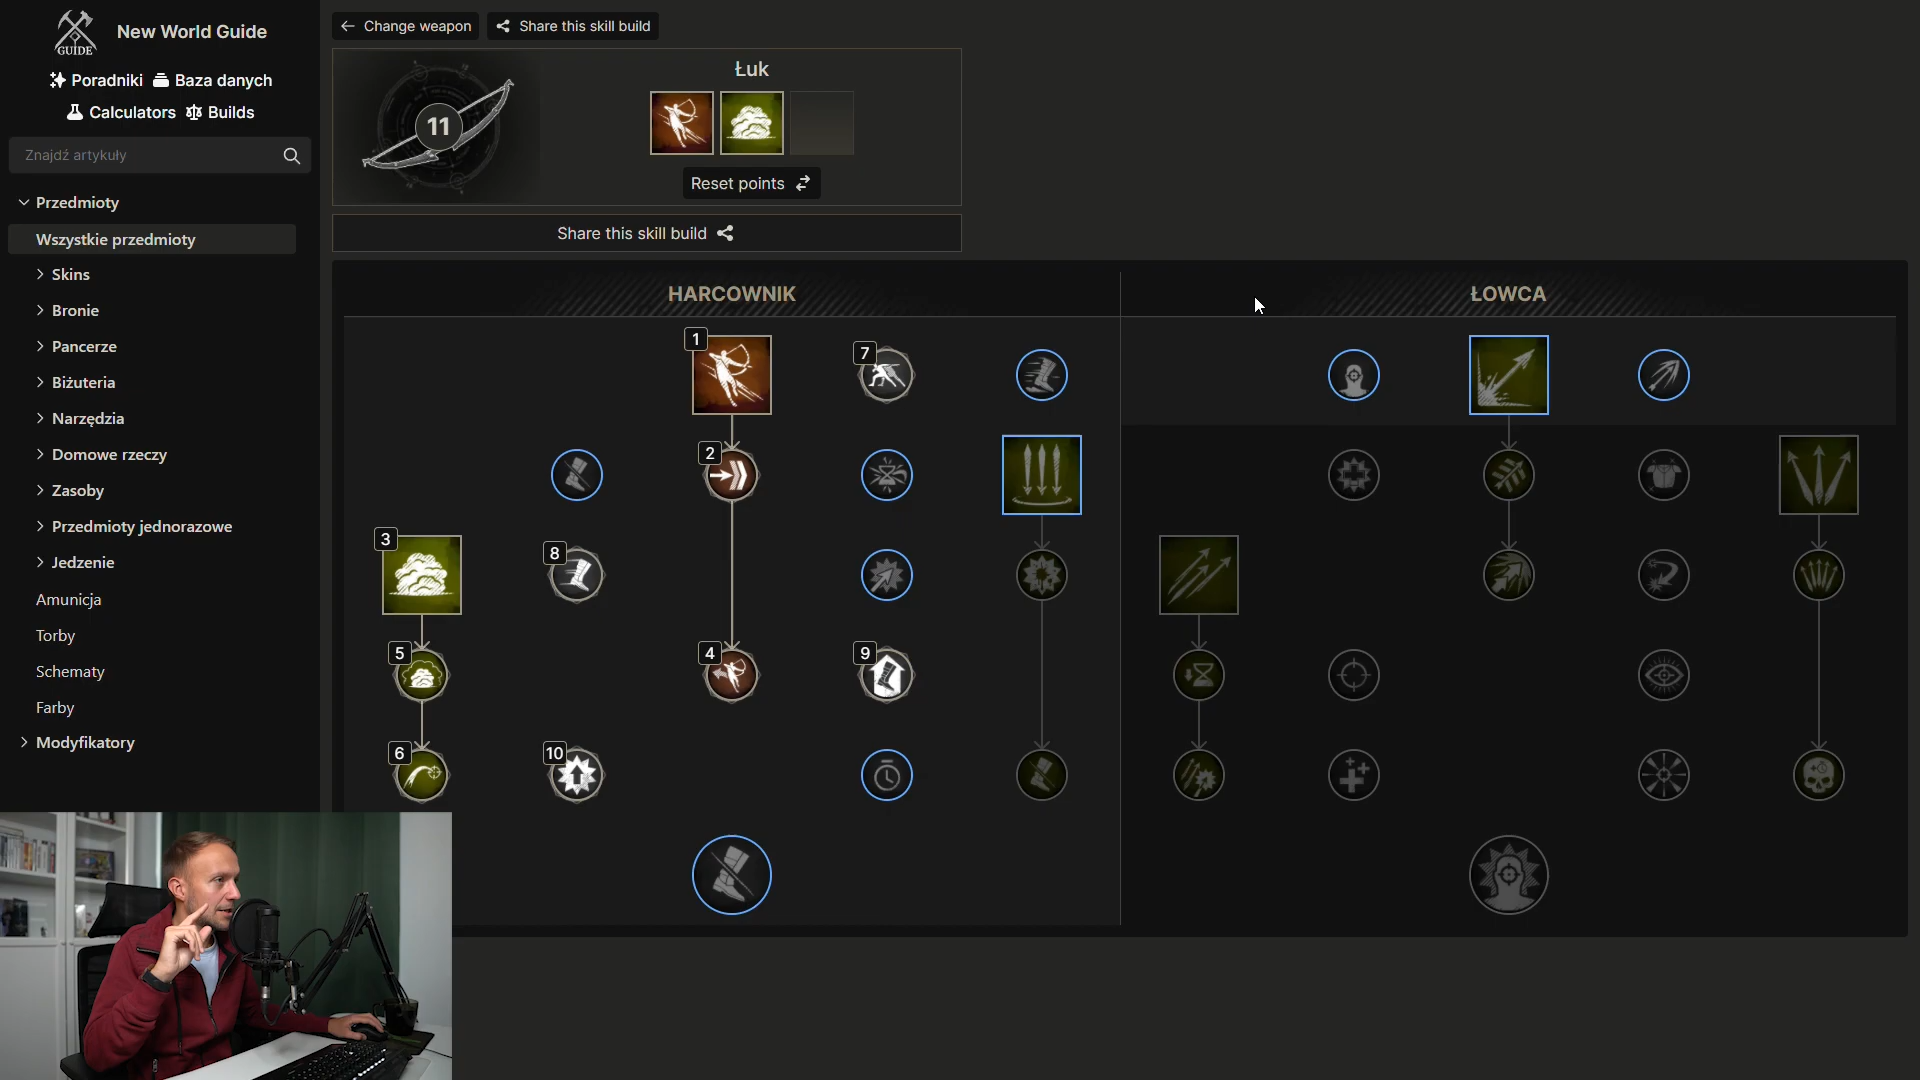 GUIDE
New World Guide
Poradniki Baza danych
Calculators Builds
Znajdź artykuły
Przedmioty
Wszystkie przedmioty
Skins
Bronie
Pancerze
Biżuteria
Narzędzia
Domowe rzeczy
Zasoby
Przedmioty jednorazowe
Jedzenie
Amunicja
Torby
Schematy
Farby
Modyfikatory
Change weapon
Share this skill build
11
Łuk
Reset points
Share this skill build
HARCOWNIK
ŁOWCA
1
7
2
3
8
5
4
9
6
10